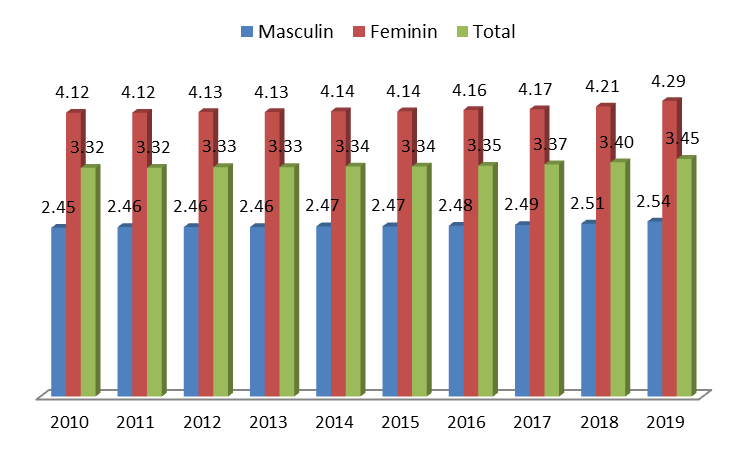 Masculin Feminin Total
4.12 4.12 4.13 4.13 4.14 4.14 4.16 4.17 4.21 4.29
3.32 3.32 3.33 3.33 3.34 3.34 3.35 3.37 3.40 3.45
2.45 2.46 2.46 2.46 2.47 2.47 2.48 2.49 2.51 2.54
2010 2011 2012 2013 2014 2015 2016 2017 2018 2019